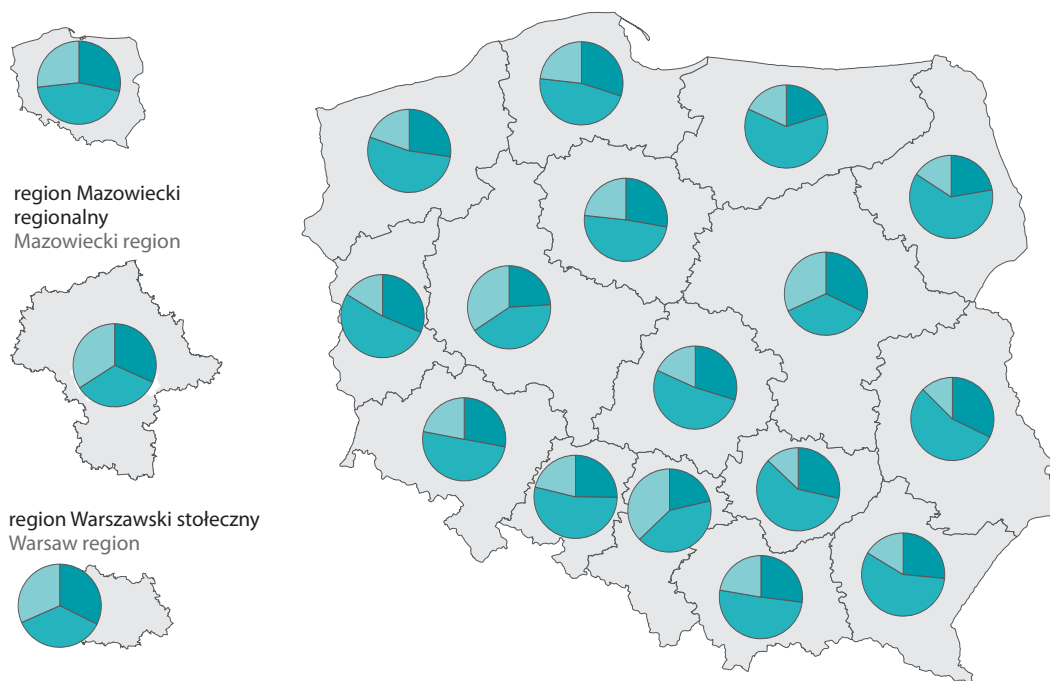 region Mazowiecki
regionalny
Mazowiecki region
region Warszawski stołeczny
Warsaw region